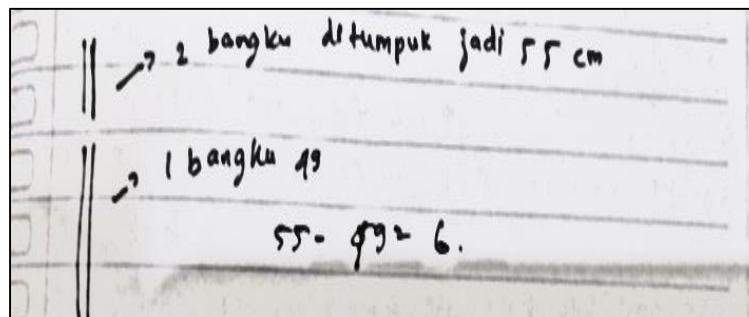 2 bangku ditumpuk jadi 55 cm
1 bangku 49
55 - 49 = 6.